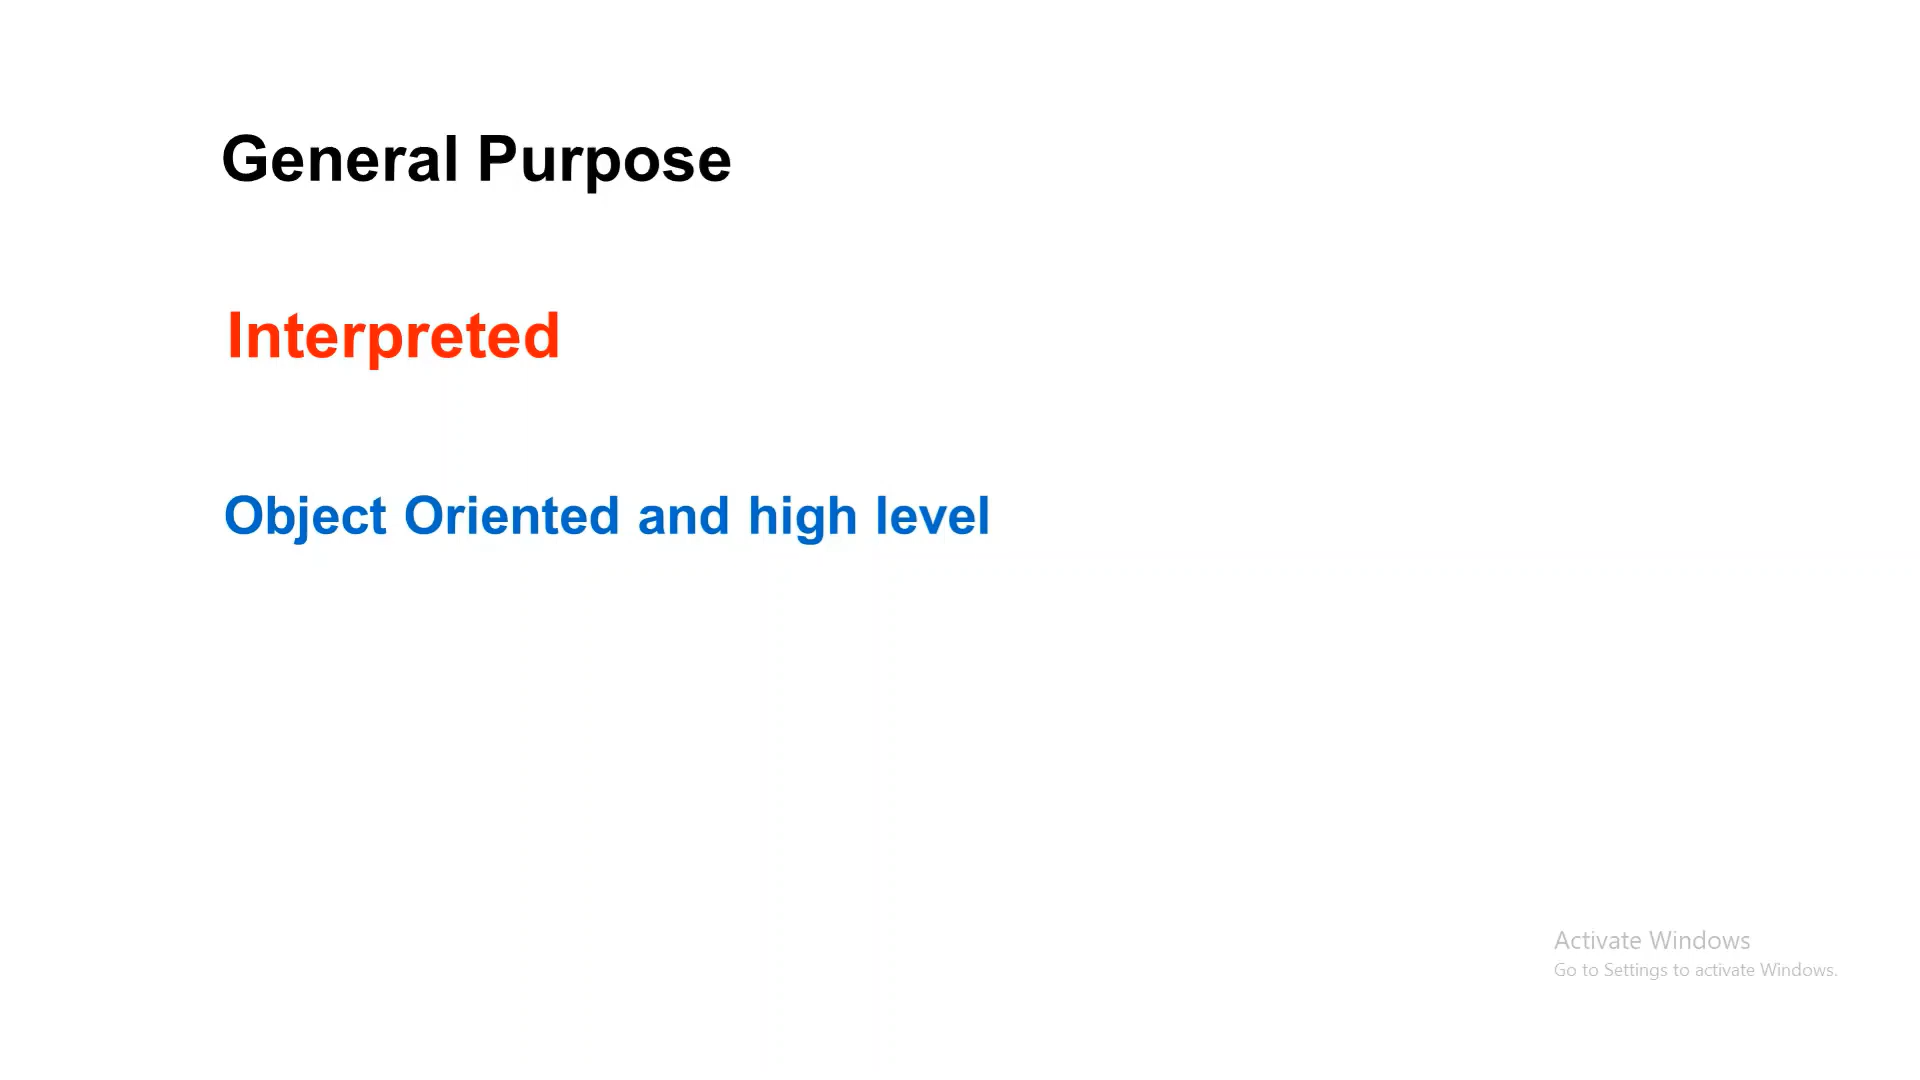 General Purpose
Interpreted
Object Oriented and high level
Activate Windows
Go to Settings to activate Windows.